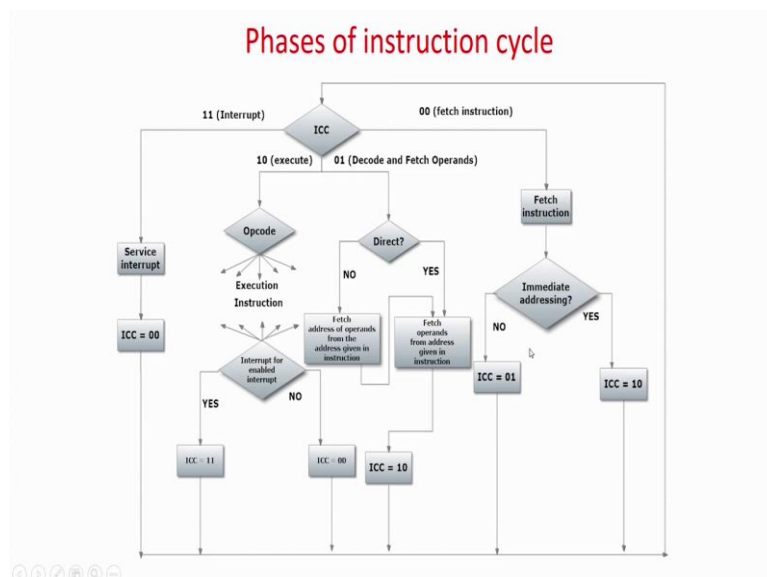 Phases of instruction cycle
11 (Interrupt)
00 (fetch instruction)
ICC
10 (execute)
01 (Decode and Fetch Operands)
Fetch
instruction
Opcode
Direct?
Service
interrupt
NO
YES
Immediate
addressing?
Execution
Instruction
YES
NO
ICC = 00
Fetch
address of operands
from the
address given in
instruction
Fetch
operands
from address
given in
instruction
Interrupt for
enabled
interrupt
ICC = 01
ICC = 10
YES
NO
ICC = 11
ICC = 00
ICC = 10